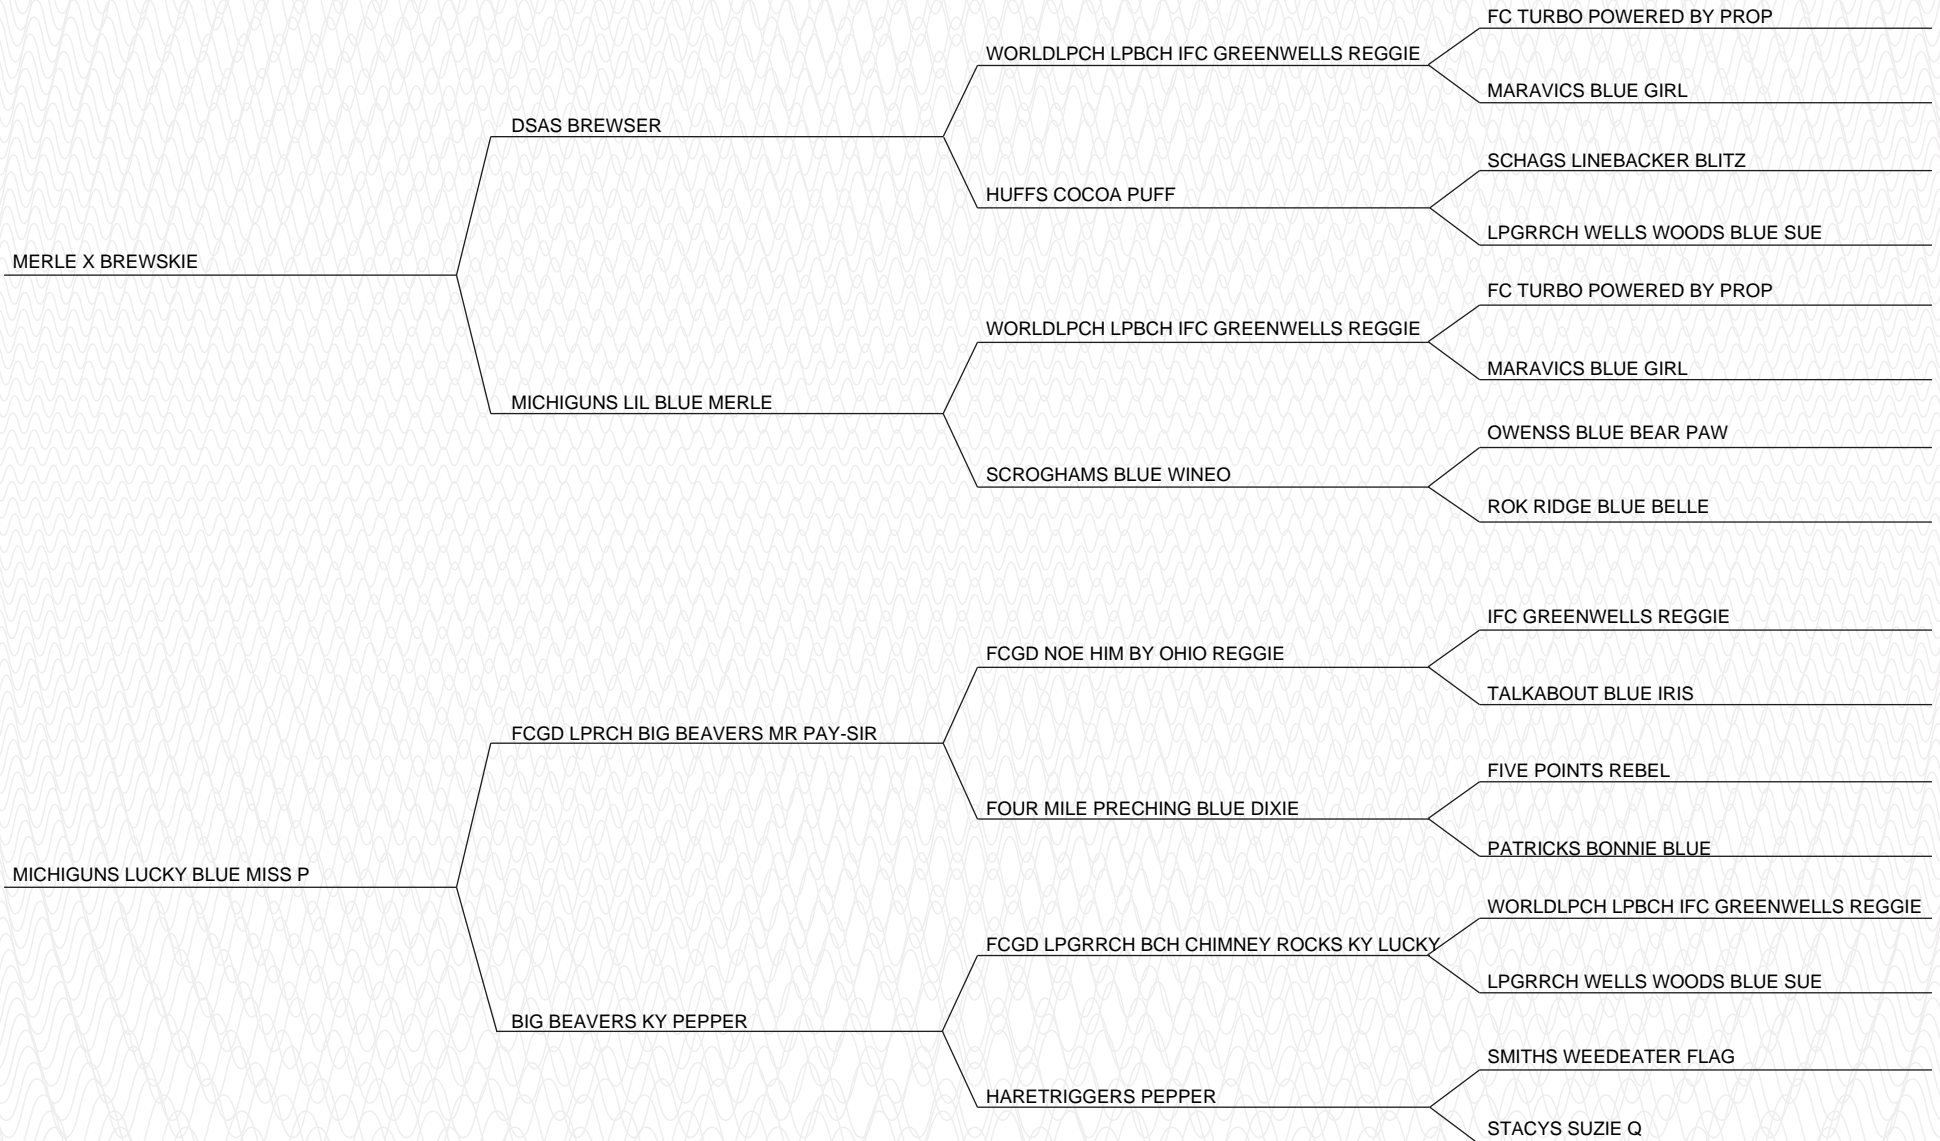 FC TURBO POWERED BY PROP
WORLDLPCH LPBCH IFC GREENWELLS REGGIE
MARAVICS BLUE GIRL
DSAS BREWSER
SCHAGS LINEBACKER BLITZ
HUFFS COCOA PUFF
LPGRRCH WELLS WOODS BLUE SUE
MERLE X BREWSKIE
FC TURBO POWERED BY PROP
WORLDLPCH LPBCH IFC GREENWELLS REGGIE
MARAVICS BLUE GIRL
MICHIGUNS LIL BLUE MERLE
OWENSS BLUE BEAR PAW
SCROGHAMS BLUE WINEO
ROK RIDGE BLUE BELLE
IFC GREENWELLS REGGIE
FCGD NOE HIM BY OHIO REGGIE
TALKABOUT BLUE IRIS
FCGD LPRCH BIG BEAVERS MR PAY-SIR
FIVE POINTS REBEL
FOUR MILE PRECHING BLUE DIXIE
PATRICKS BONNIE BLUE
MICHIGUNS LUCKY BLUE MISS P
WORLDLPCH LPBCH IFC GREENWELLS REGGIE
FCGD LPGRRCH BCH CHIMNEY ROCKS KY LUCKY
LPGRRCH WELLS WOODS BLUE SUE
BIG BEAVERS KY PEPPER
SMITHS WEEDEATER FLAG
HARETRIGGERS PEPPER
STACYS SUZIE Q